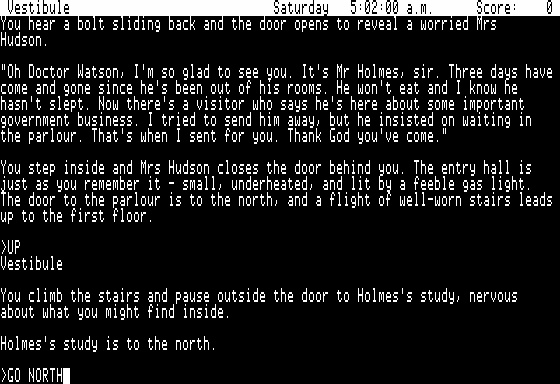 Vestibule Saturday 5:02:00 a.m. Score: 0
You hear a bolt sliding back and the door opens to reveal a worried Mrs
Hudson.
"Oh Doctor Watson, I'm so glad to see you. It's Mr Holmes, sir. Three days have
come and gone since he's been out of his rooms. He won't eat and I know he
hasn't slept. Now there's a visitor who says he's here about some important
government business. I tried to send him away, but he insisted on waiting in
the parlour. That's when I sent for you. Thank God you've come."
You step inside and Mrs Hudson closes the door behind you. The entry hall is
just as you remember it - small, underheated, and lit by a feeble gas light.
The door to the parlour is to the north, and a flight of well-worn stairs leads
up to the first floor.
>UP
Vestibule
You climb the stairs and pause outside the door to Holmes's study, nervous
about what you might find inside.
Holmes's study is to the north.
>GO NORTH